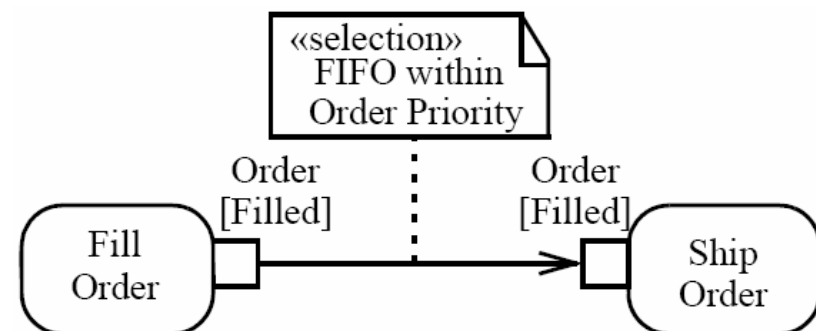 «selection»
FIFO within
Order Priority
Order
[Filled]
Order
[Filled]
Fill
Order
Ship
Order